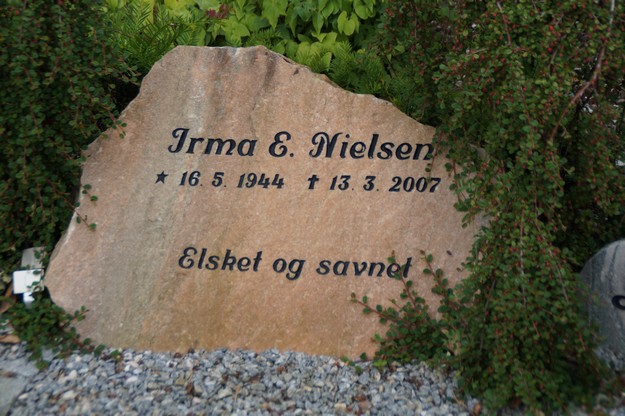 Irma E. Nielsen
★ 16. 5. 1944 ✝ 13. 3. 2007
Elsket og savnet